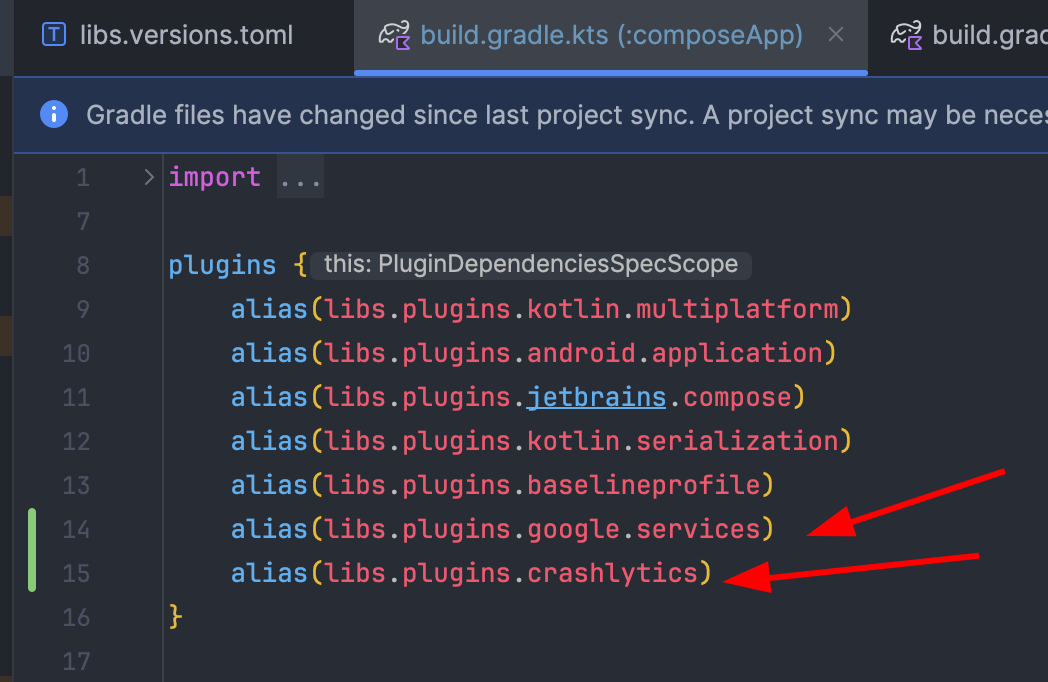 libs.versions.toml
build.gradle.kts (:composeApp)
build.grad
Gradle files have changed since last project sync. A project sync may be neces
1 import ...
7
8 plugins { this: PluginDependenciesSpecScope
9 alias(libs.plugins.kotlin.multiplatform)
10 alias(libs.plugins.android.application)
11 alias(libs.plugins.jetbrains.compose)
12 alias(libs.plugins.kotlin.serialization)
13 alias(libs.plugins.baselineprofile)
14 alias(libs.plugins.google.services)
15 alias(libs.plugins.crashlytics)
16 }
17